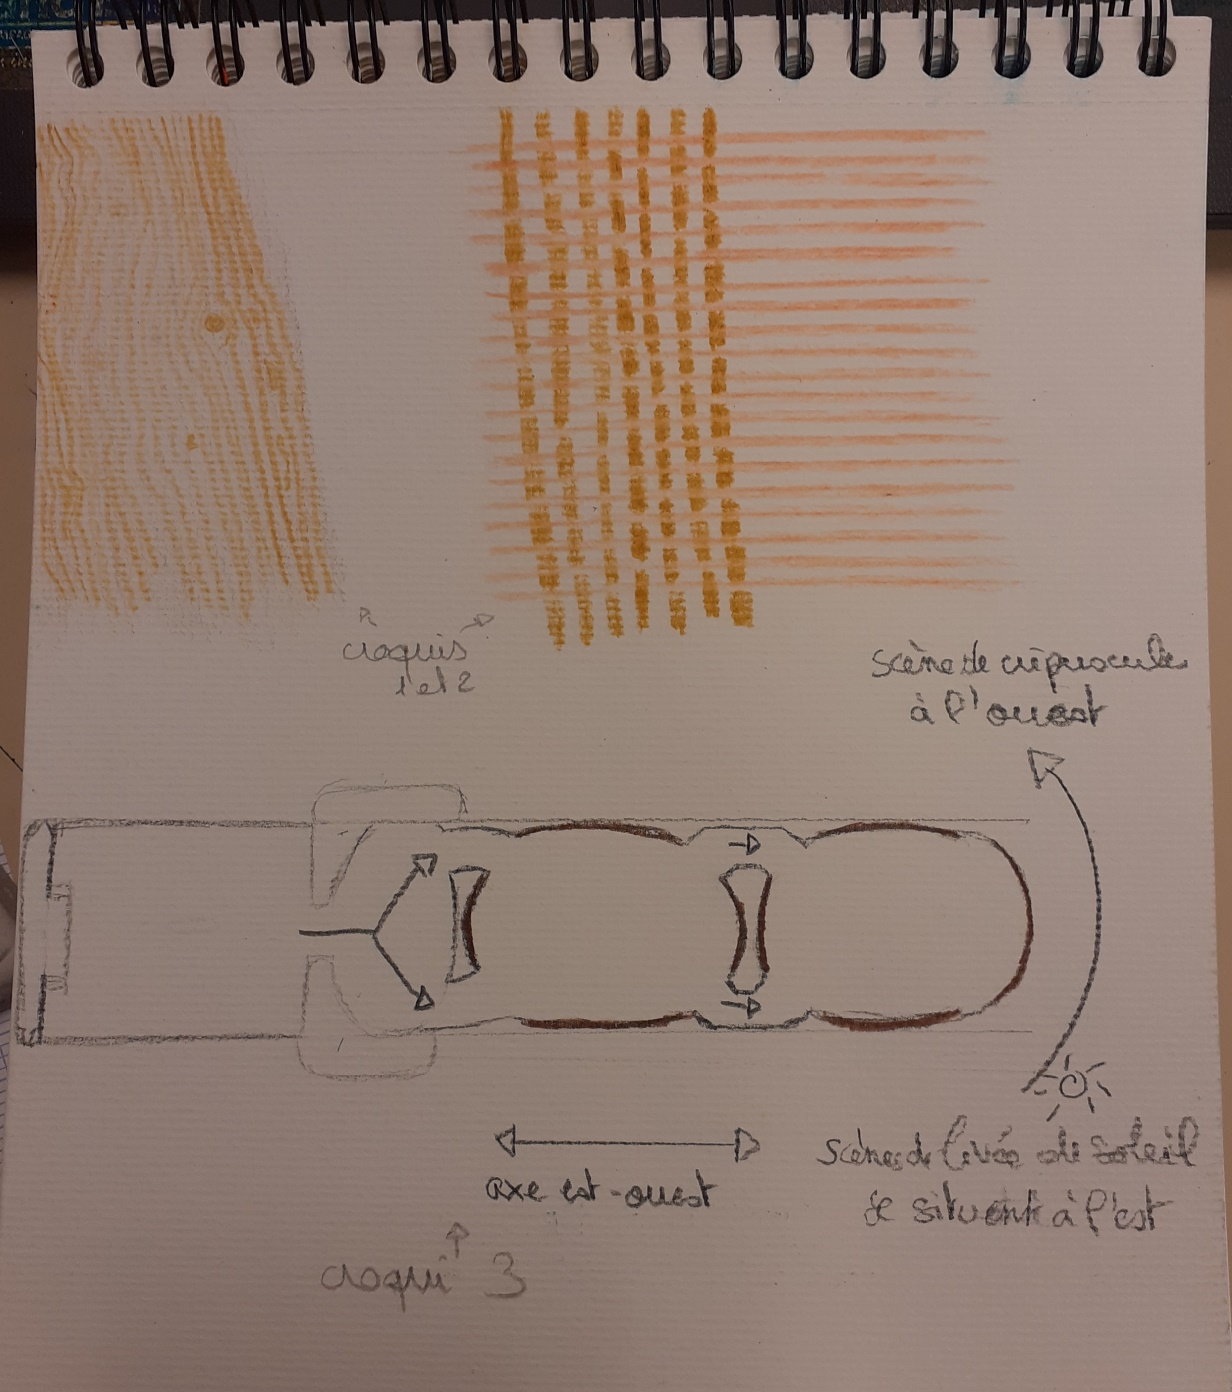 croquis
1 et 2
scène de crépuscule
à l'ouest
axe est-ouest
scènes de levée de soleil
se situent à l'est
croqui 3